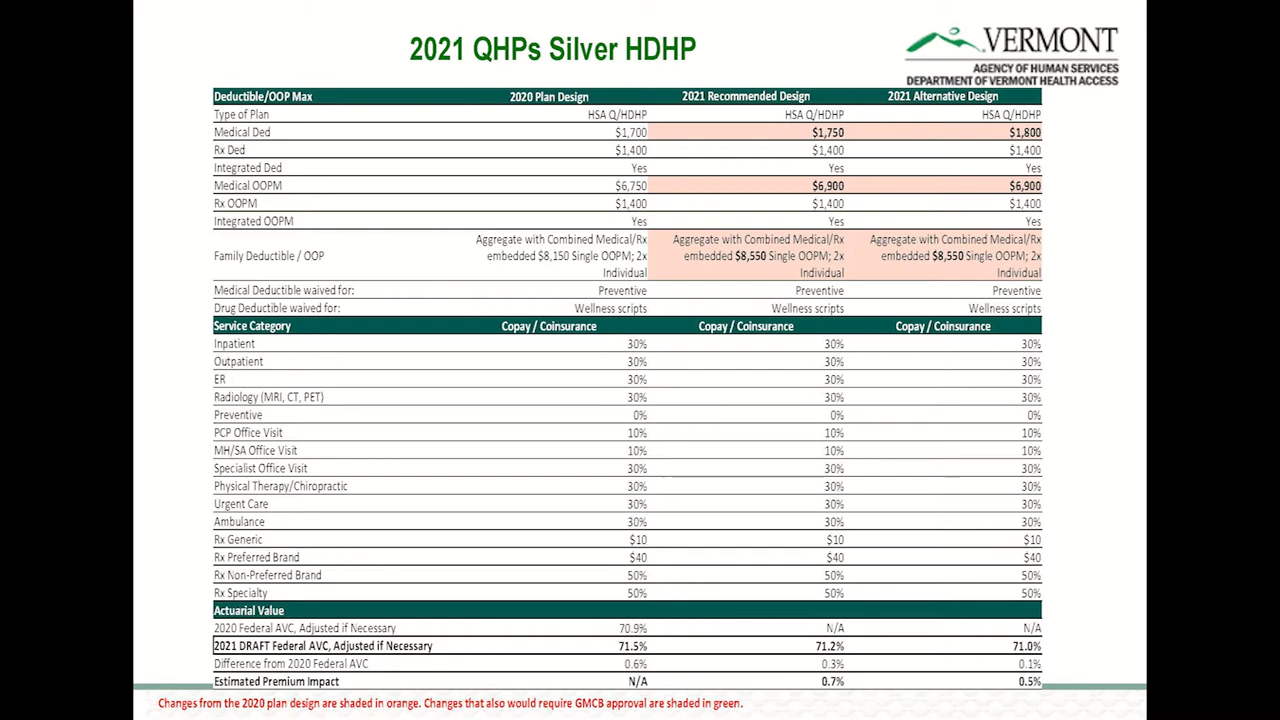 2021 QHPs Silver HDHP
VERMONT
AGENCY OF HUMAN SERVICES
DEPARTMENT OF VERMONT HEALTH ACCESS
Deductible/OOP Max 2020 Plan Design 2021 Recommended Design 2021 Alternative Design
Type of Plan HSA Q/HDHP HSA Q/HDHP HSA Q/HDHP
Medical Ded $1,700 $1,750 $1,800
Rx Ded $1,400 $1,400 $1,400
Integrated Ded Yes Yes Yes
Medical OOPM $6,750 $6,900 $6,900
Rx OOPM $1,400 $1,400 $1,400
Integrated OOPM Yes Yes Yes
Aggregate with Combined Medical/Rx Aggregate with Combined Medical/Rx Aggregate with Combined Medical/Rx
Family Deductible / OOP embedded $8,150 Single OOPM; 2x embedded $8,550 Single OOPM; 2x embedded $8,550 Single OOPM; 2x
Individual Individual Individual
Medical Deductible waived for: Preventive Preventive Preventive
Drug Deductible waived for: Wellness scripts Wellness scripts Wellness scripts
Service Category Copay / Coinsurance Copay / Coinsurance Copay / Coinsurance
Inpatient 30% 30% 30%
Outpatient 30% 30% 30%
ER 30% 30% 30%
Radiology (MRI, CT, PET) 30% 30% 30%
Preventive 0% 0% 0%
PCP Office Visit 10% 10% 10%
MH/SA Office Visit 10% 10% 10%
Specialist Office Visit 30% 30% 30%
Physical Therapy/Chiropractic 30% 30% 30%
Urgent Care 30% 30% 30%
Ambulance 30% 30% 30%
Rx Generic $10 $10 $10
Rx Preferred Brand $40 $40 $40
Rx Non-Preferred Brand 50% 50% 50%
Rx Specialty 50% 50% 50%
Actuarial Value
2020 Federal AVC, Adjusted if Necessary 70.9% N/A N/A
2021 DRAFT Federal AVC, Adjusted if Necessary 71.5% 71.2% 71.0%
Difference from 2020 Federal AVC 0.6% 0.3% 0.1%
Estimated Premium Impact N/A 0.7% 0.5%
Changes from the 2020 plan design are shaded in orange. Changes that also would require GMCB approval are shaded in green.